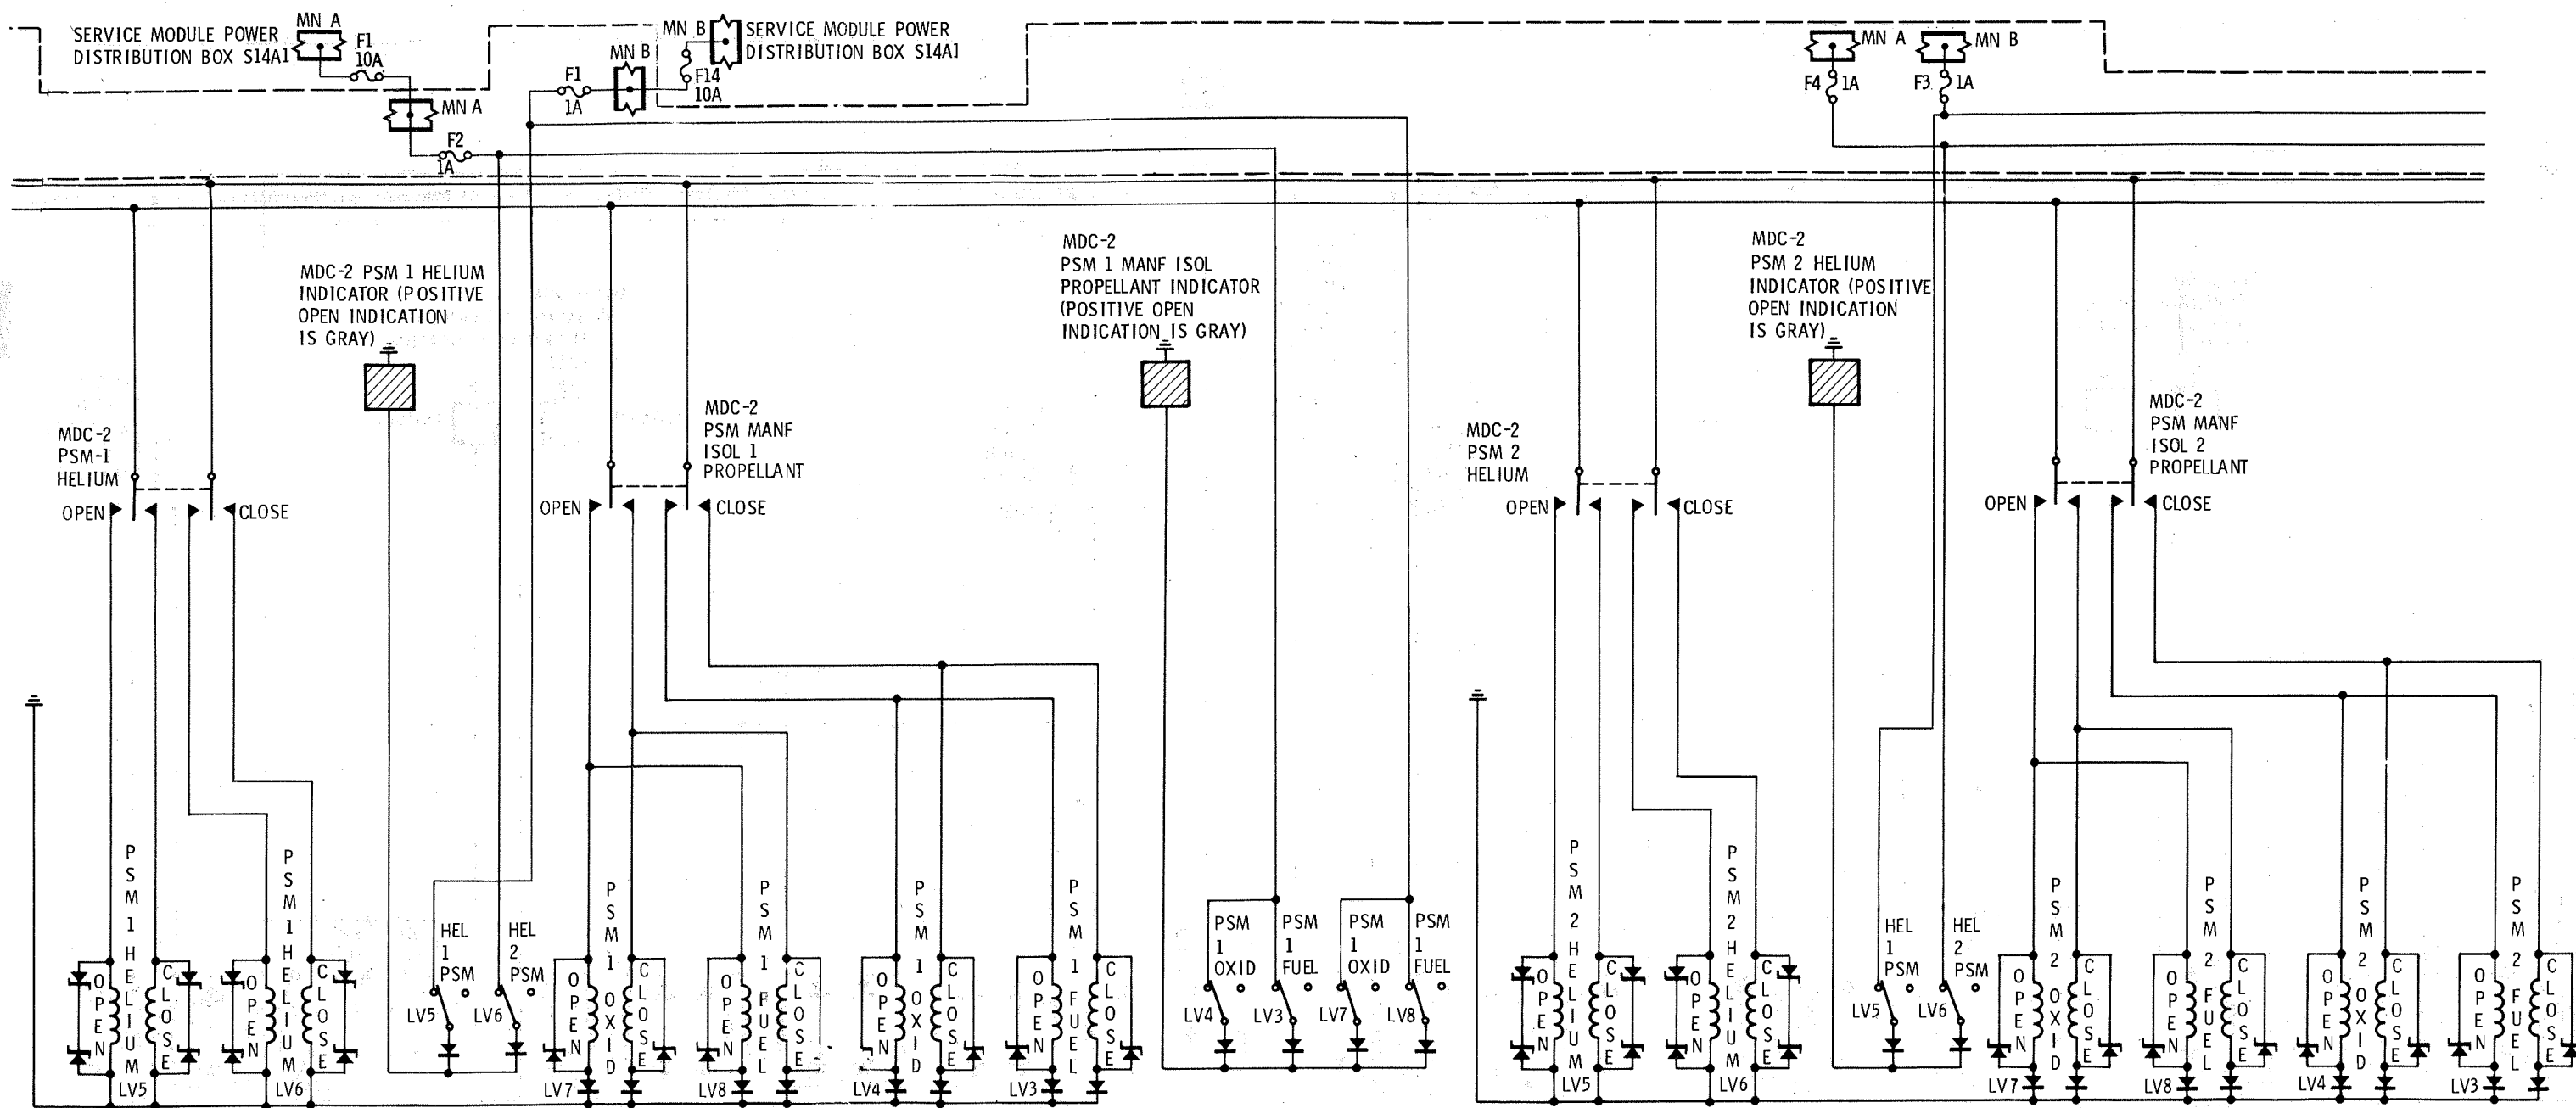 SERVICE MODULE POWER
DISTRIBUTION BOX S14A1
MN A
F1
10A
MN A
F2
1A
F1
1A
MN B
MN B
F14
10A
SERVICE MODULE POWER
DISTRIBUTION BOX S14A1
MN A
F4
1A
MN B
F3
1A
MDC-2 PSM 1 HELIUM
INDICATOR (POSITIVE
OPEN INDICATION
IS GRAY)
MDC-2
PSM 1 MANF ISOL
PROPELLANT INDICATOR
(POSITIVE OPEN
INDICATION IS GRAY)
MDC-2
PSM 2 HELIUM
INDICATOR (POSITIVE
OPEN INDICATION
IS GRAY)
MDC-2
PSM-1
HELIUM
OPEN
CLOSE
MDC-2
PSM MANF
ISOL 1
PROPELLANT
OPEN
CLOSE
MDC-2
PSM 2
HELIUM
OPEN
CLOSE
MDC-2
PSM MANF
ISOL 2
PROPELLANT
OPEN
CLOSE
PSM 1 HELIUM
OPEN
CLOSE
LV5
PSM 1 HELIUM
OPEN
CLOSE
LV6
HEL
1
PSM
LV5
HEL
2
PSM
LV6
PSM 1 OXID
OPEN
CLOSE
LV7
PSM 1 FUEL
OPEN
CLOSE
LV8
PSM 1 OXID
OPEN
CLOSE
LV4
PSM 1 FUEL
OPEN
CLOSE
LV3
PSM
1
OXID
LV4
PSM
1
FUEL
LV3
PSM
1
OXID
LV7
PSM
1
FUEL
LV8
PSM 2 HELIUM
OPEN
CLOSE
LV5
PSM 2 HELIUM
OPEN
CLOSE
LV6
HEL
1
PSM
LV5
HEL
2
PSM
LV6
PSM 2 OXID
OPEN
CLOSE
LV7
PSM 2 FUEL
OPEN
CLOSE
LV8
PSM 2 OXID
OPEN
CLOSE
LV4
PSM 2 FUEL
OPEN
CLOSE
LV3